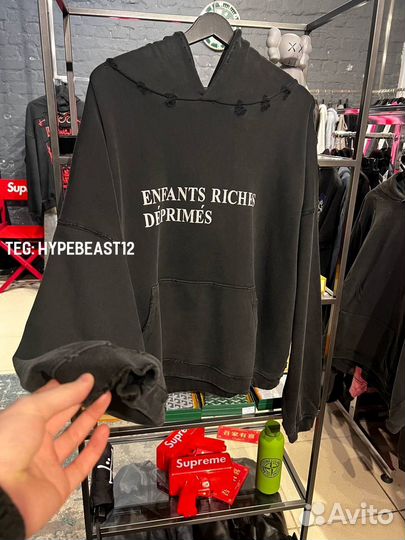 ENFANTS RICHES
DÉPRIMÉS
Sup
TEG: HYPEBEAST12
Supreme
Supreme
Avito